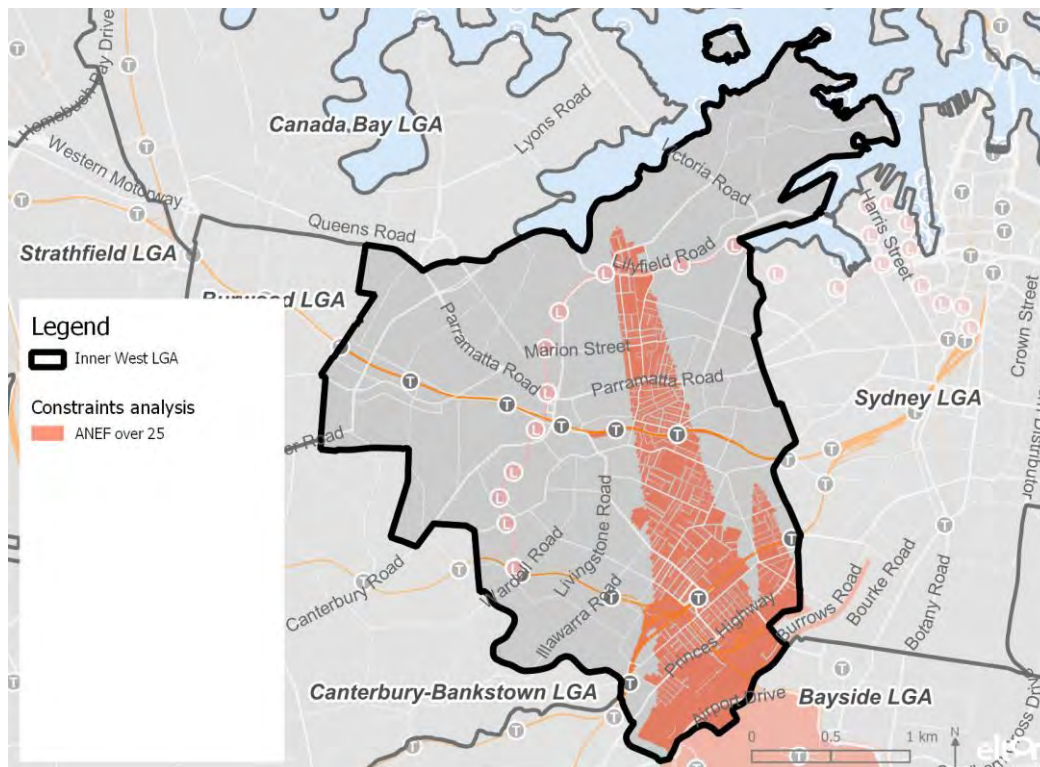 Homebush Bay Drive
Canada Bay LGA
Lyons Road
Western Motorway
Victoria Road
Queens Road
Harris Street
Strathfield LGA
Lilyfield Road
Burwood LGA
Crown Street
Legend
Inner West LGA
Parramatta Road
Marion Street
Parramatta Road
Sydney LGA
Constraints analysis
ANEF over 25
Road
Livingstone Road
Wardell Road
Canterbury Road
Illawarra Road
Princes Highway
Burrows Road
Bourke Road
Botany Road
Canterbury-Bankstown LGA
Bayside LGA
Airport Drive
0 0.5 1 km
N
T
L